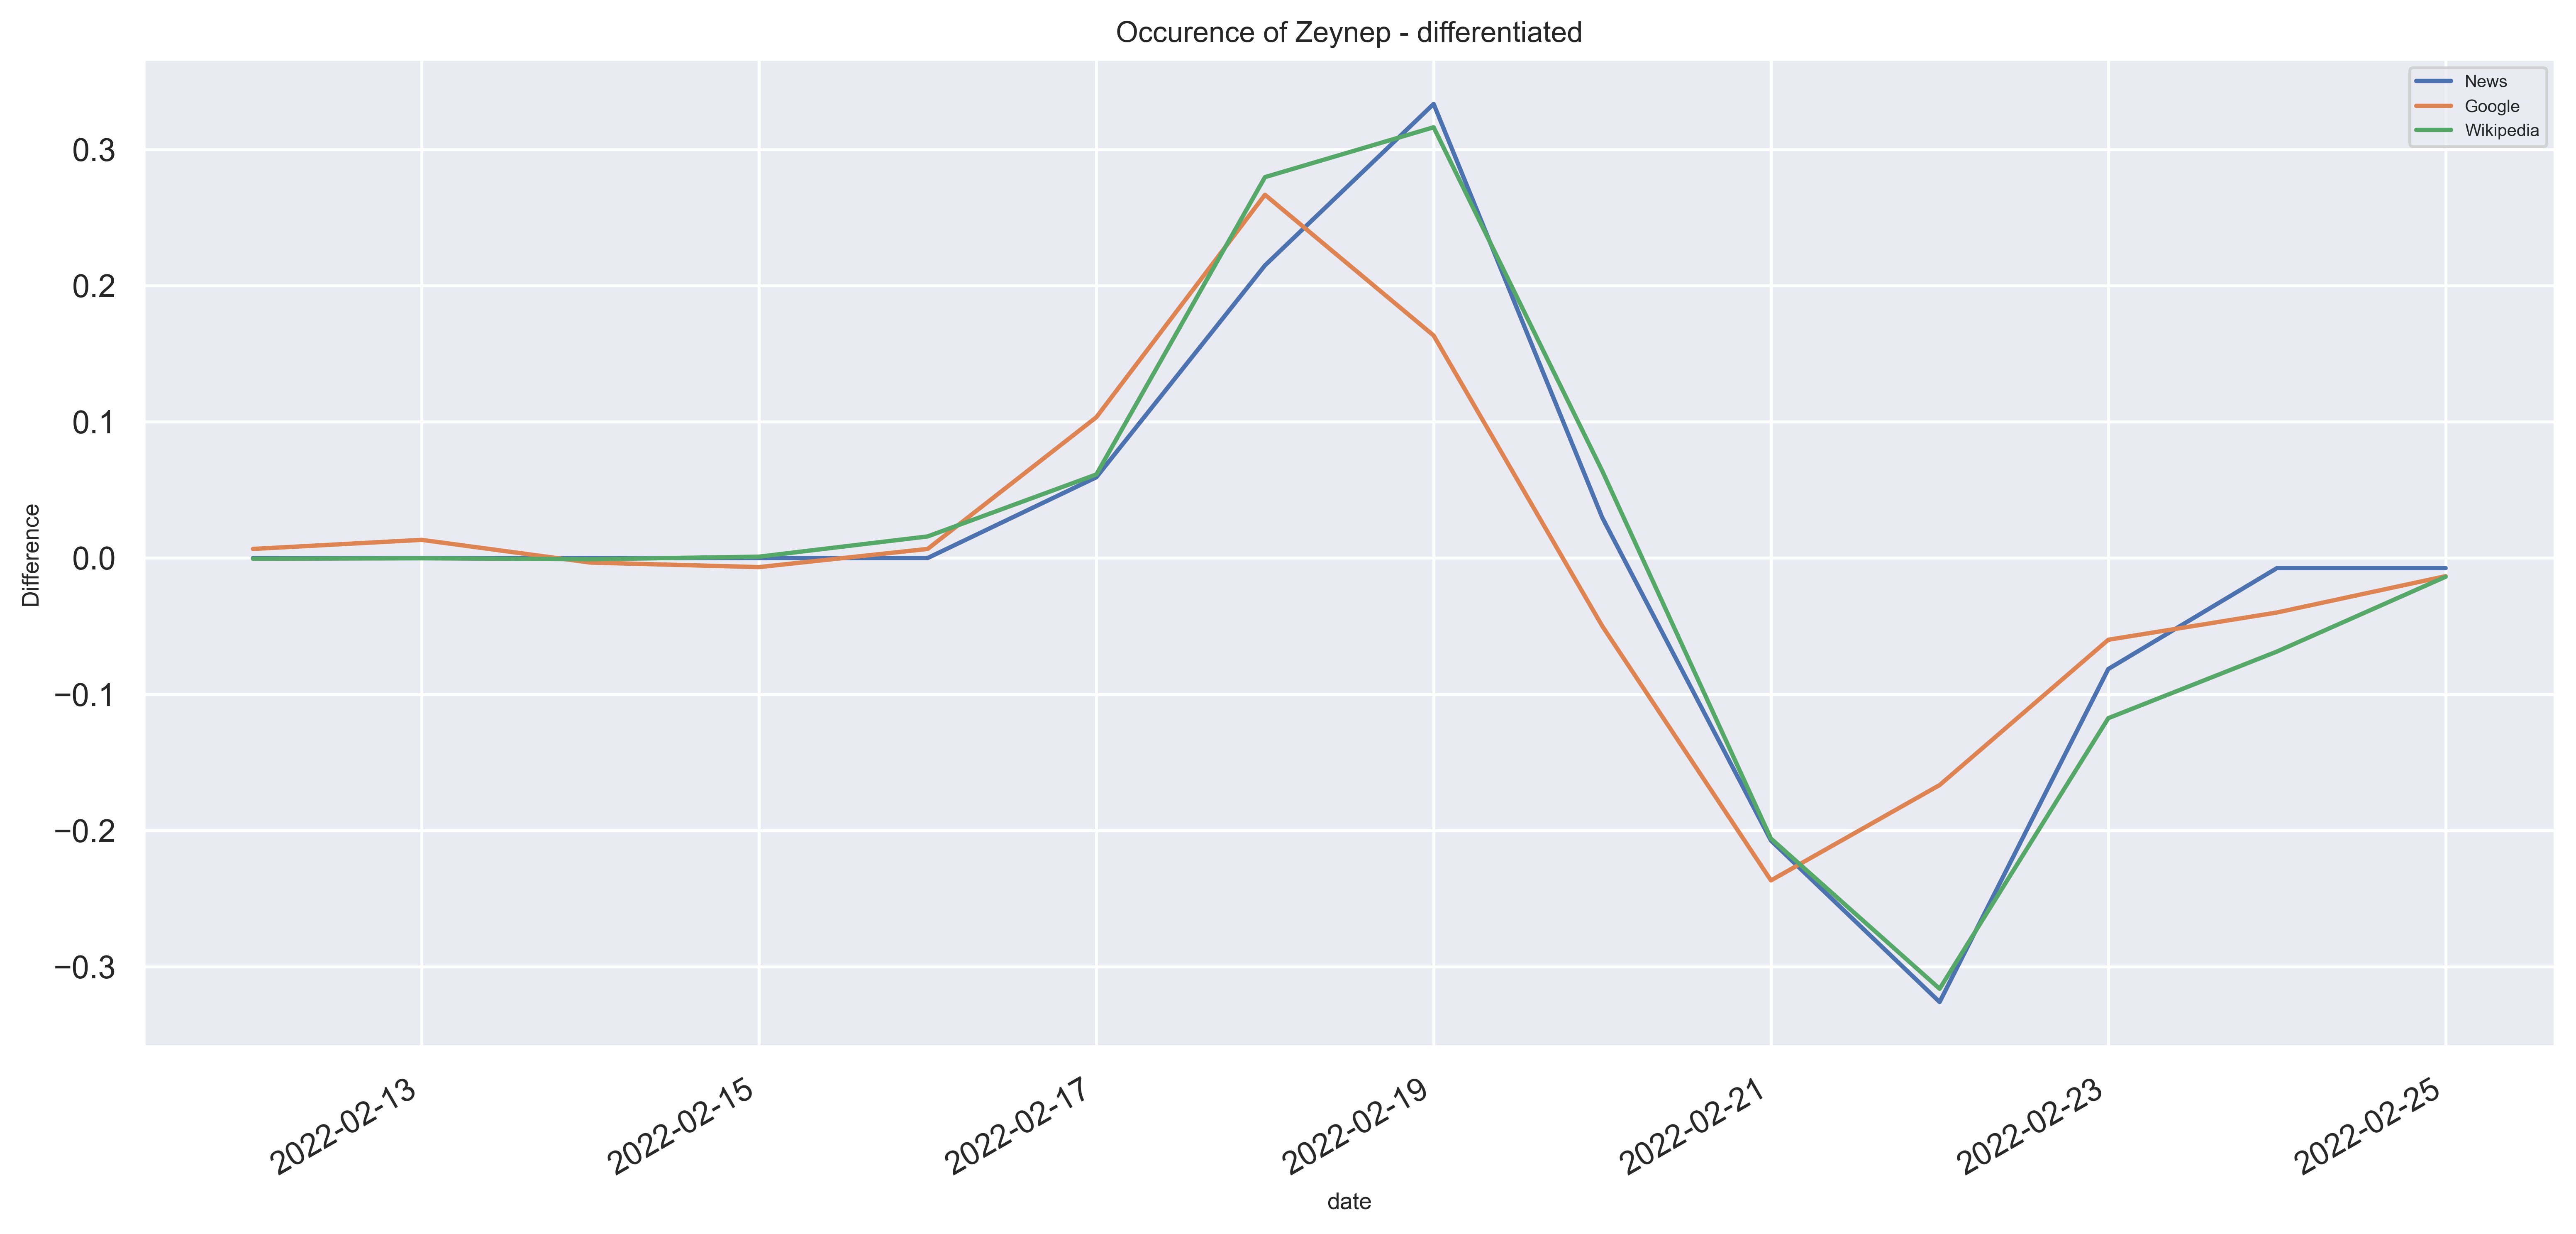 Occurence of Zeynep - differentiated
News
Google
Wikipedia
0.3
0.2
0.1
0.0
−0.1
−0.2
−0.3
Difference
2022-02-13
2022-02-15
2022-02-17
2022-02-19
2022-02-21
2022-02-23
2022-02-25
date